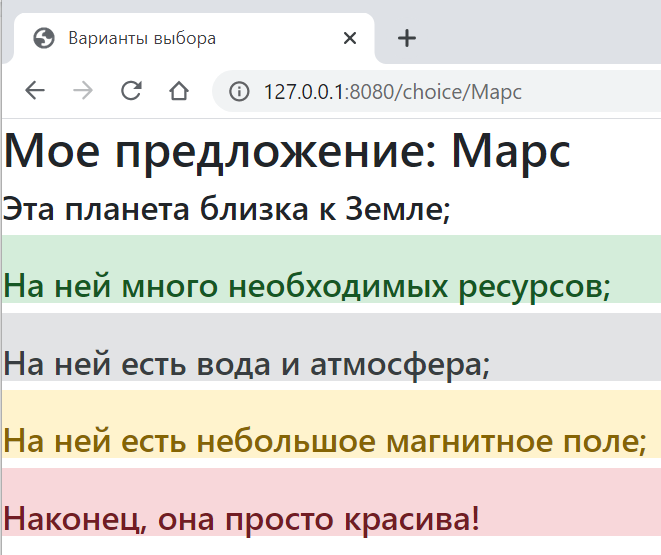 Варианты выбора
127.0.0.1:8080/choice/Марс
Мое предложение: Марс
Эта планета близка к Земле;
На ней много необходимых ресурсов;
На ней есть вода и атмосфера;
На ней есть небольшое магнитное поле;
Наконец, она просто красива!